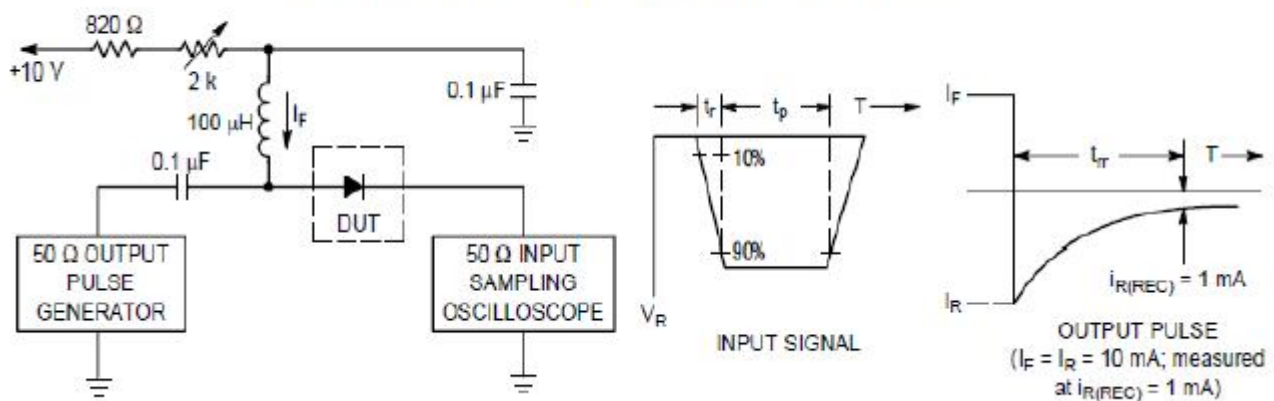 820 Ω
+10 V
2 k
100 μH
I_F
0.1 μF
0.1 μF
DUT
50 Ω OUTPUT
PULSE
GENERATOR
50 Ω INPUT
SAMPLING
OSCILLOSCOPE
t_r
t_p
T
10%
90%
V_R
INPUT SIGNAL
I_F
t_rr
T
I_R
i_R(REC) = 1 mA
OUTPUT PULSE
(I_F = I_R = 10 mA; measured
at i_R(REC) = 1 mA)